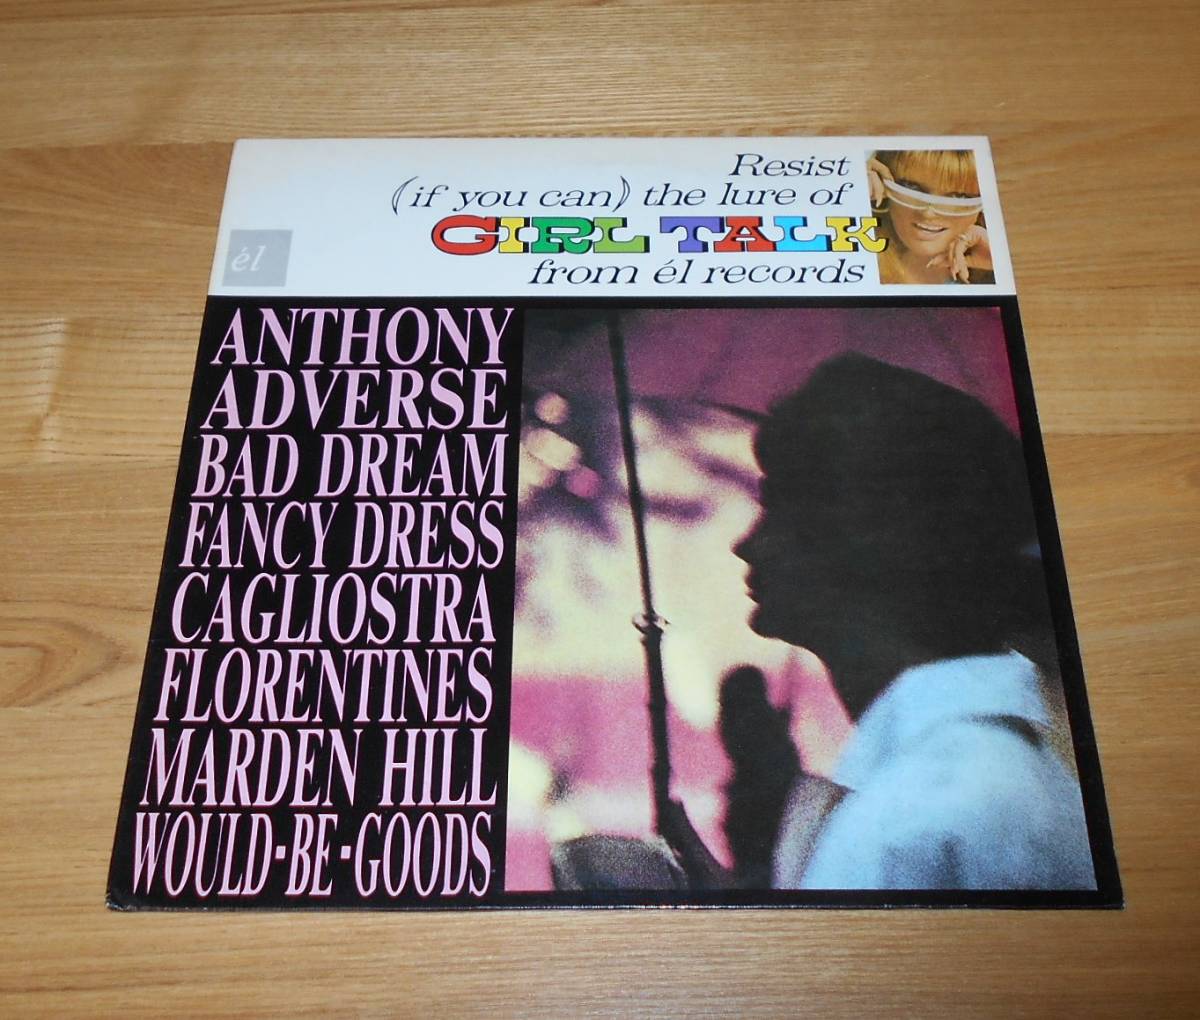 Resist
(if you can) the lure of
GIRL TALK
from él records
él
ANTHONY
ADVERSE
BAD DREAM
FANCY DRESS
CAGLIOSTRA
FLORENTINES
MARDEN HILL
WOULD-BE-GOODS